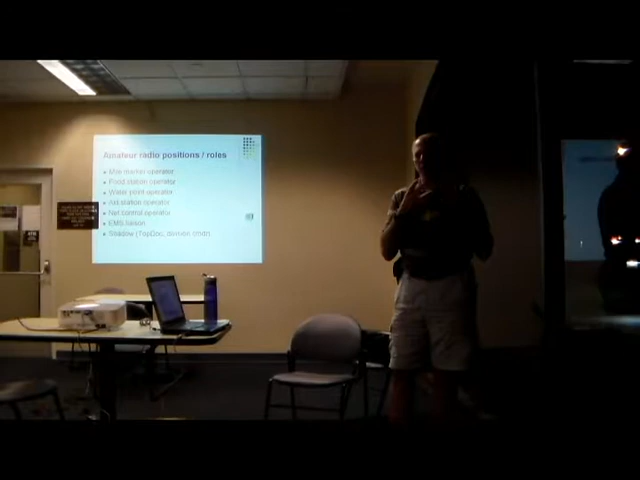 Amateur radio positions / roles
Mile marker operator
Food station operator
Water point operator
Aid station operator
Net control operator
EMS liaison
Shadow (TopDoc, division cmdr)